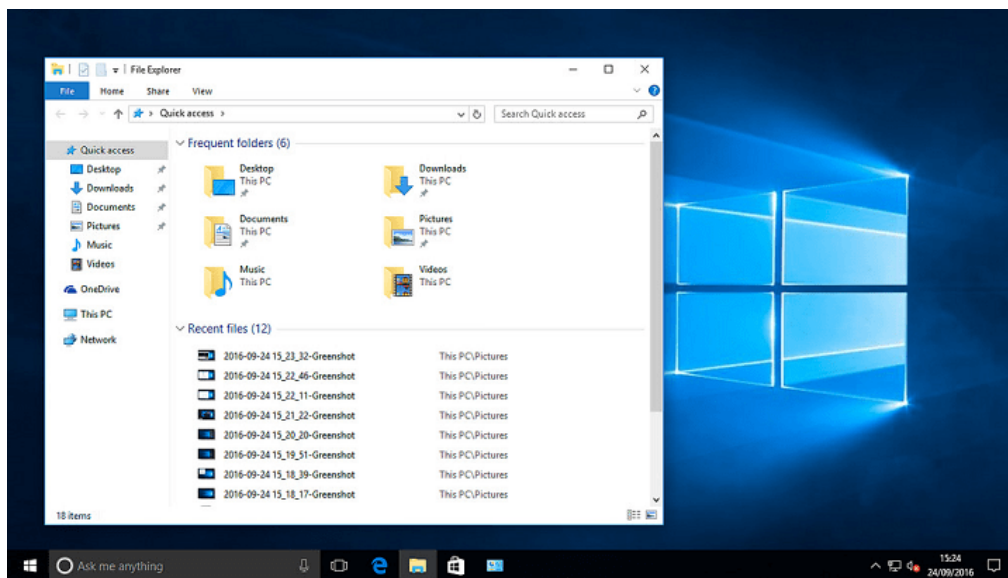 File Explorer
File Home Share View
Quick access
Search Quick access
Quick access
Desktop
Downloads
Documents
Pictures
Music
Videos
OneDrive
This PC
Network
Frequent folders (6)
Desktop
This PC
Downloads
This PC
Documents
This PC
Pictures
This PC
Music
This PC
Videos
This PC
Recent files (12)
2016-09-24 15_23_32-Greenshot This PC\Pictures
2016-09-24 15_22_46-Greenshot This PC\Pictures
2016-09-24 15_22_11-Greenshot This PC\Pictures
2016-09-24 15_21_22-Greenshot This PC\Pictures
2016-09-24 15_20_20-Greenshot This PC\Pictures
2016-09-24 15_19_51-Greenshot This PC\Pictures
2016-09-24 15_18_39-Greenshot This PC\Pictures
2016-09-24 15_18_17-Greenshot This PC\Pictures
18 items
Ask me anything
15:24
24/09/2016